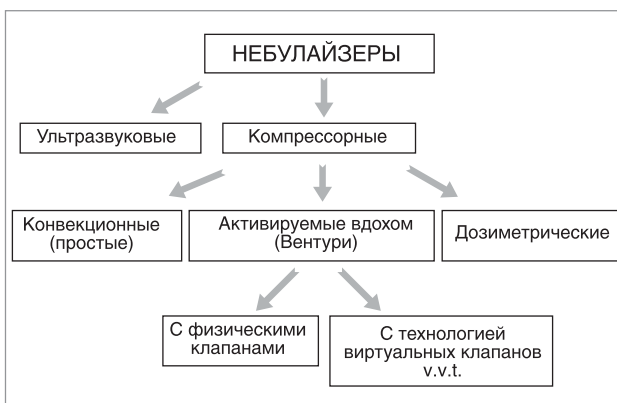 НЕБУЛАЙЗЕРЫ
Ультразвуковые
Компрессорные
Конвекционные
(простые)
Активируемые вдохом
(Вентури)
Дозиметрические
С физическими
клапанами
С технологией
виртуальных клапанов
v.v.t.